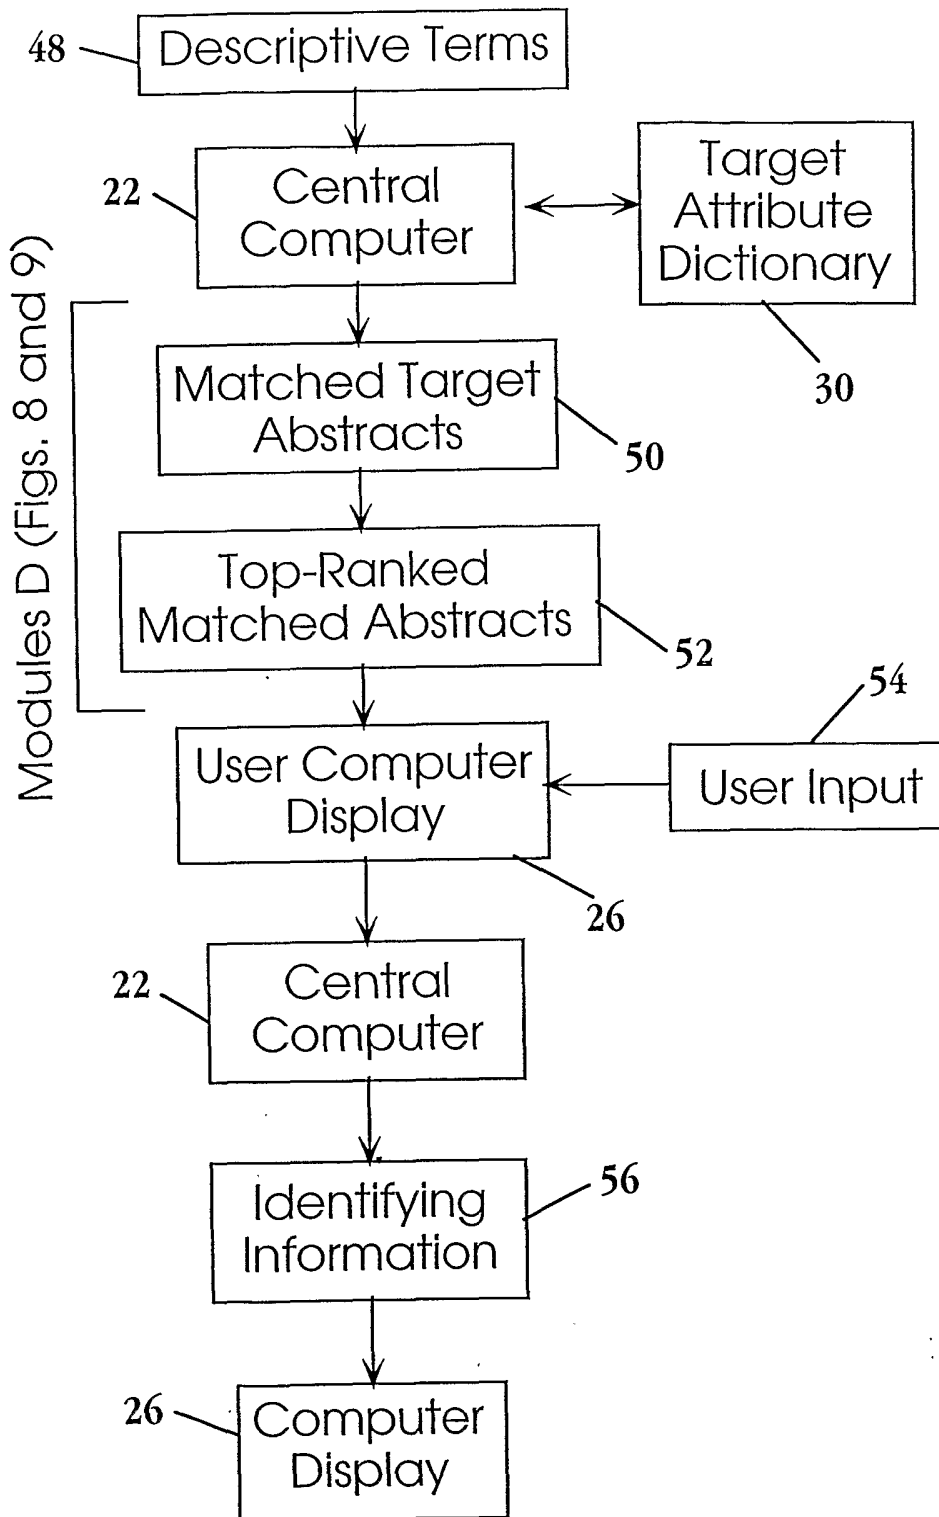 48
Descriptive Terms
22
Central
Computer
Target
Attribute
Dictionary
30
Modules D (Figs. 8 and 9)
Matched Target
Abstracts
50
Top-Ranked
Matched Abstracts
52
54
User Computer
Display
User Input
26
22
Central
Computer
56
Identifying
Information
26
Computer
Display